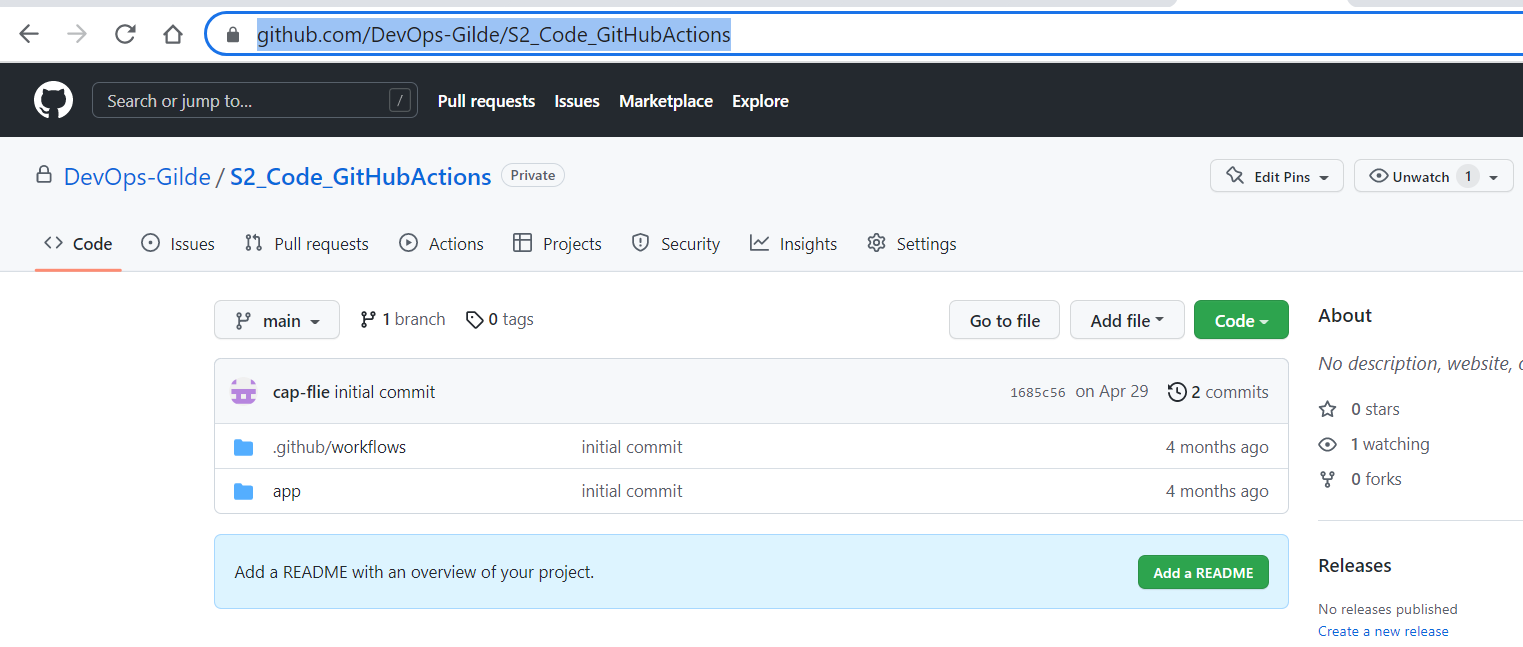 github.com/DevOps-Gilde/S2_Code_GitHubActions
Search or jump to... / Pull requests Issues Marketplace Explore
DevOps-Gilde / S2_Code_GitHubActions Private Edit Pins Unwatch 1
Code Issues Pull requests Actions Projects Security Insights Settings
main 1 branch 0 tags Go to file Add file Code
About
No description, website,
cap-flie initial commit 1685c56 on Apr 29 2 commits
0 stars
.github/workflows initial commit 4 months ago
1 watching
app initial commit 4 months ago
0 forks
Add a README with an overview of your project. Add a README
Releases
No releases published
Create a new release